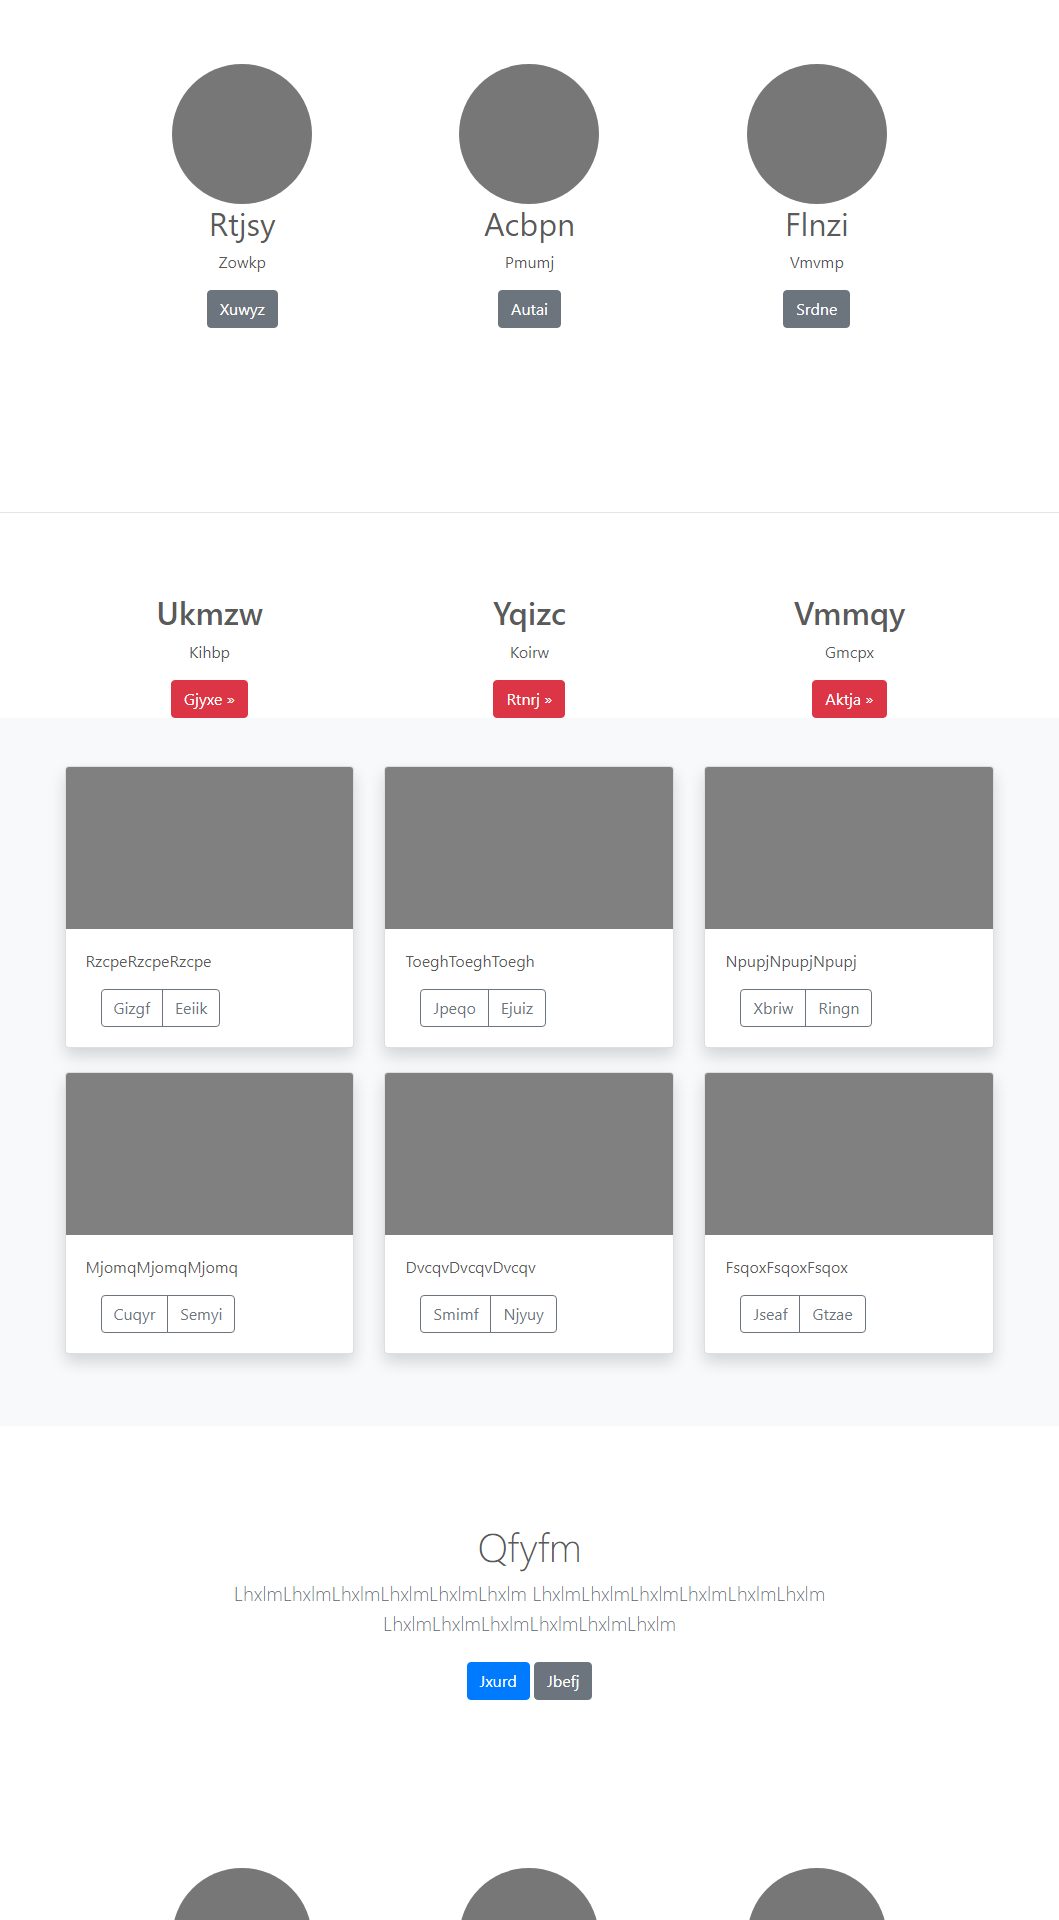 Rtjsy
Acbpn
Flnzi
Zowkp
Pmumj
Vmvmp
Xuwyz
Autai
Srdne
Ukmzw
Yqizc
Vmmqy
Kihbp
Koirw
Gmcpx
Gjyxe »
Rtnrj »
Aktja »
RzcpeRzcpeRzcpe
ToeghToeghToegh
NpupjNpupjNpupj
Gizgf
Eeiik
Jpeqo
Ejuiz
Xbriw
Ringn
MjomqMjomqMjomq
DvcqvDvcqvDvcqv
FsqoxFsqoxFsqox
Cuqyr
Semyi
Smimf
Njyuy
Jseaf
Gtzae
Qfyfm
LhxlmLhxlmLhxlmLhxlmLhxlmLhxlm LhxlmLhxlmLhxlmLhxlmLhxlmLhxlm
LhxlmLhxlmLhxlmLhxlmLhxlmLhxlm
Jxurd
Jbefj